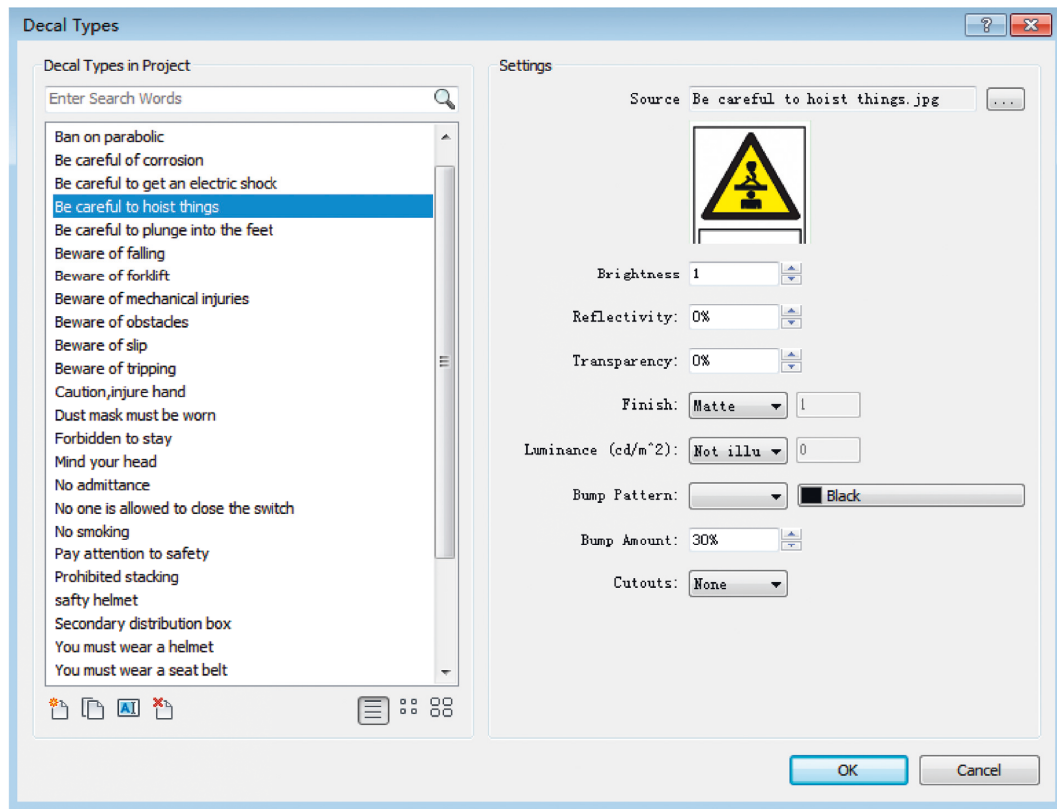 Decal Types
Decal Types in Project
Enter Search Words
Ban on parabolic
Be careful of corrosion
Be careful to get an electric shock
Be careful to hoist things
Be careful to plunge into the feet
Beware of falling
Beware of forklift
Beware of mechanical injuries
Beware of obstacles
Beware of slip
Beware of tripping
Caution,injure hand
Dust mask must be worn
Forbidden to stay
Mind your head
No admittance
No one is allowed to close the switch
No smoking
Pay attention to safety
Prohibited stacking
safty helmet
Secondary distribution box
You must wear a helmet
You must wear a seat belt
AI
Settings
Source Be careful to hoist things.jpg ...
Brightness 1
Reflectivity: 0%
Transparency: 0%
Finish: Matte 1
Luminance (cd/m^2): Not illu 0
Bump Pattern: Black
Bump Amount: 30%
Cutouts: None
OK Cancel